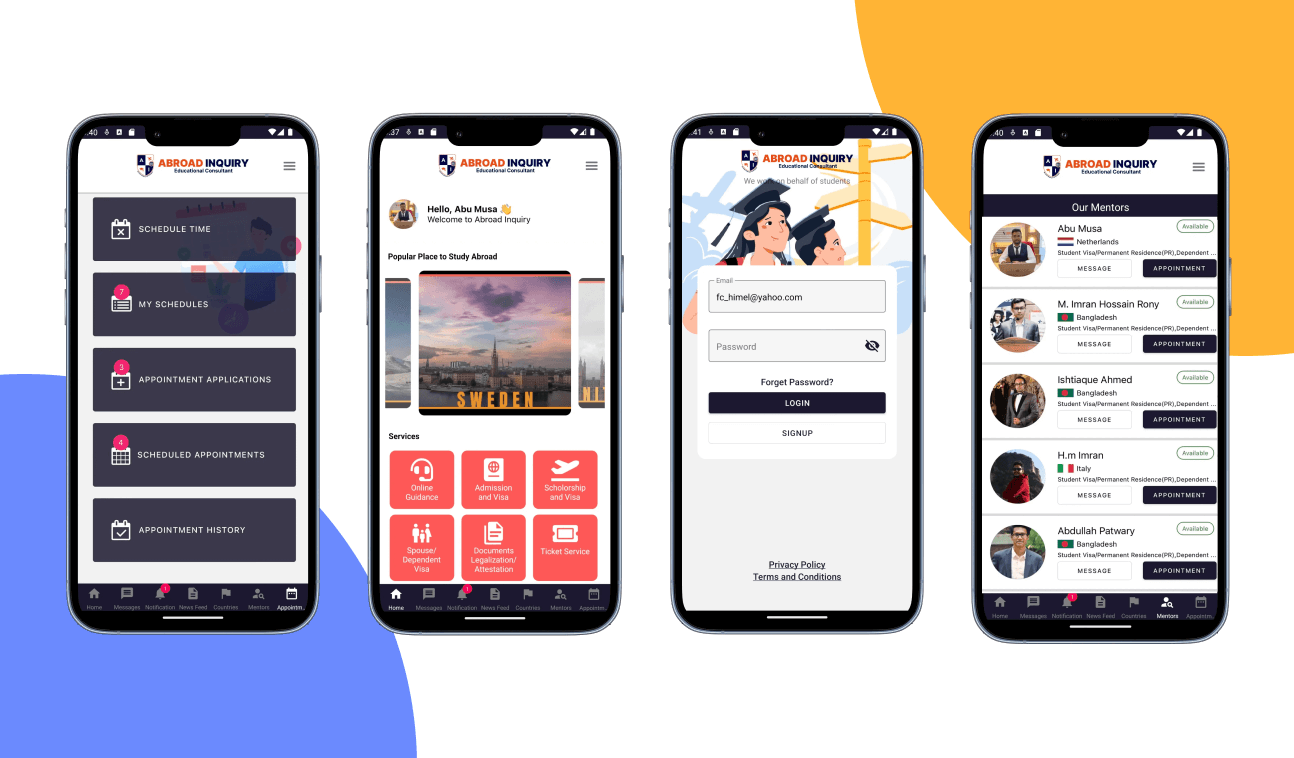 :40
ABROAD INQUIRY
Educational Consultant
SCHEDULE TIME
7
MY SCHEDULES
3
APPOINTMENT APPLICATIONS
4
SCHEDULED APPOINTMENTS
APPOINTMENT HISTORY
1
Home Messages Notification News Feed Countries Mentors Appointm..
:37
ABROAD INQUIRY
Educational Consultant
Hello, Abu Musa 👋
Welcome to Abroad Inquiry
Popular Place to Study Abroad
SWEDEN
Services
Online
Guidance
Admission
and Visa
Scholorship
and Visa
Spouse/
Dependent
Visa
Documents
Legalization/
Attestation
Ticket Service
1
Home Messages Notification News Feed Countries Mentors Appointm..
:41
ABROAD INQUIRY
Educational Consultant
We work on behalf of students
Email
fc_himel@yahoo.com
Password
Forget Password?
LOGIN
SIGNUP
Privacy Policy
Terms and Conditions
:40
ABROAD INQUIRY
Educational Consultant
Our Mentors
Abu Musa
Available
Netherlands
Student Visa/Permanent Residence(PR),Dependent ...
MESSAGE APPOINTMENT
M. Imran Hossain Rony
Available
Bangladesh
Student Visa/Permanent Residence(PR),Dependent ...
MESSAGE APPOINTMENT
Ishtiaque Ahmed
Available
Bangladesh
Student Visa/Permanent Residence(PR),Dependent ...
MESSAGE APPOINTMENT
H.m Imran
Available
Italy
Student Visa/Permanent Residence(PR),Dependent ...
MESSAGE APPOINTMENT
Abdullah Patwary
Available
Bangladesh
Student Visa/Permanent Residence(PR),Dependent ...
MESSAGE APPOINTMENT
1
Home Messages Notification News Feed Countries Mentors Appointm..